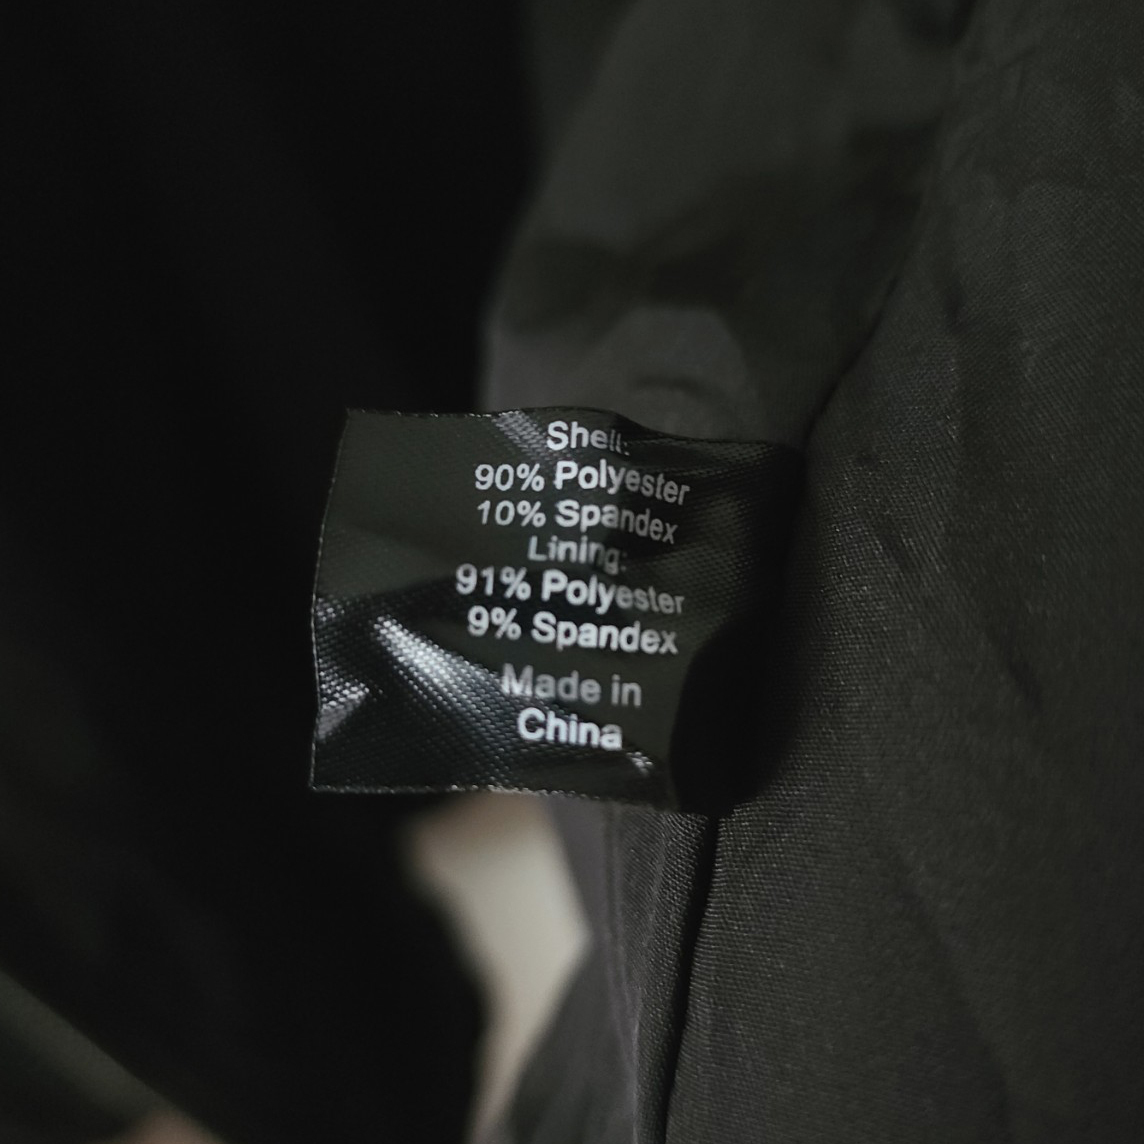 Shell:
90% Polyester
10% Spandex
Lining:
91% Polyester
9% Spandex
Made in
China